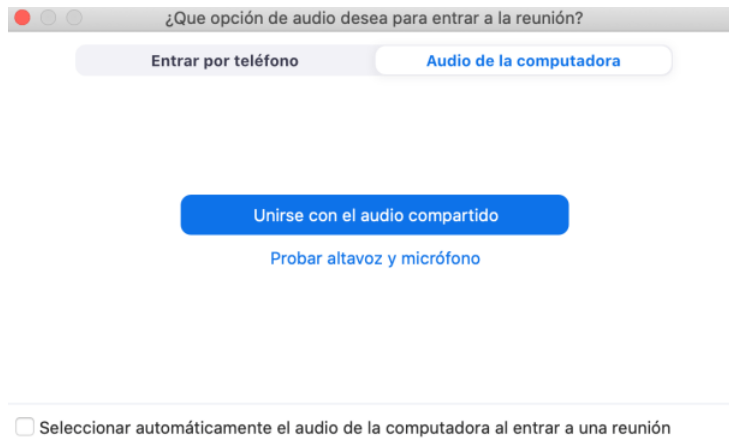 ¿Que opción de audio desea para entrar a la reunión?
Entrar por teléfono
Audio de la computadora
Unirse con el audio compartido
Probar altavoz y micrófono
Seleccionar automáticamente el audio de la computadora al entrar a una reunión